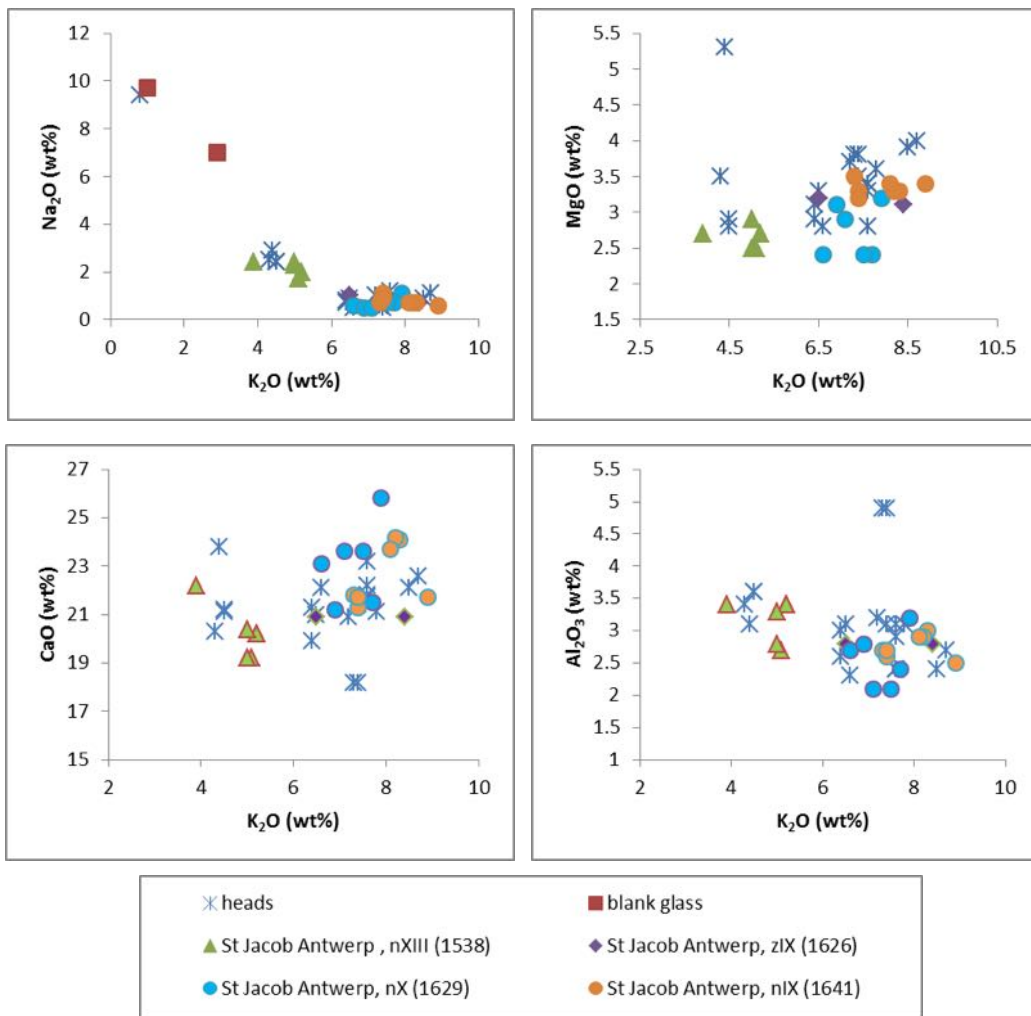 12
10
8
6
4
2
0
Na₂O (wt%)
0 2 4 6 8 10
K₂O (wt%)
5.5
5
4.5
4
3.5
3
2.5
2
1.5
MgO (wt%)
2.5 4.5 6.5 8.5 10.5
K₂O (wt%)
27
25
23
21
19
17
15
CaO (wt%)
2 4 6 8 10
K₂O (wt%)
5.5
5
4.5
4
3.5
3
2.5
2
1.5
1
Al₂O₃ (wt%)
2 4 6 8 10
K₂O (wt%)
heads
blank glass
St Jacob Antwerp , nXIII (1538)
St Jacob Antwerp, zIX (1626)
St Jacob Antwerp, nX (1629)
St Jacob Antwerp, nIX (1641)